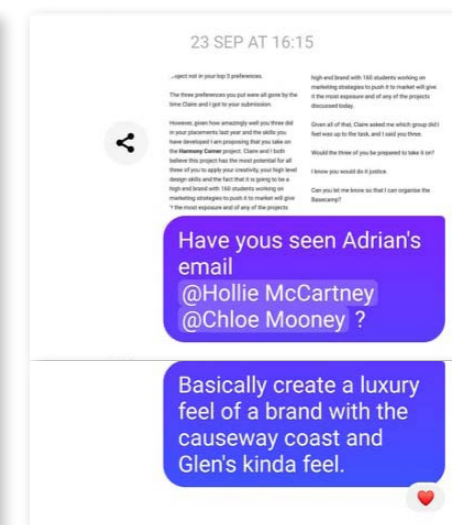 23 SEP AT 16:15
...oject not in your top 3 preferences.
The three preferences you put were all gone by the
time Claire and I got to your submission.
However, given how amazingly well you three did
in your placements last year and the skills you
have developed I am proposing that you take on
the Harmony Corner project. Claire and I both
believe this project has the most potential for all
three of you to apply your creativity, your high level
design skills and the fact that it is going to be a
high end brand with 160 students working on
marketing strategies to push it to market will give
it the most exposure and of any of the projects
high end brand with 160 students working on
marketing strategies to push it to market will give
it the most exposure and of any of the projects
discussed today.
Given all of that, Claire asked me which group did I
feel was up to the task, and I said you three.
Would the three of you be prepared to take it on?
I know you would do it justice.
Can you let me know so that I can organise the
Basecamp?
Have yous seen Adrian's
email
@Hollie McCartney
@Chloe Mooney ?
Basically create a luxury
feel of a brand with the
causeway coast and
Glen's kinda feel.